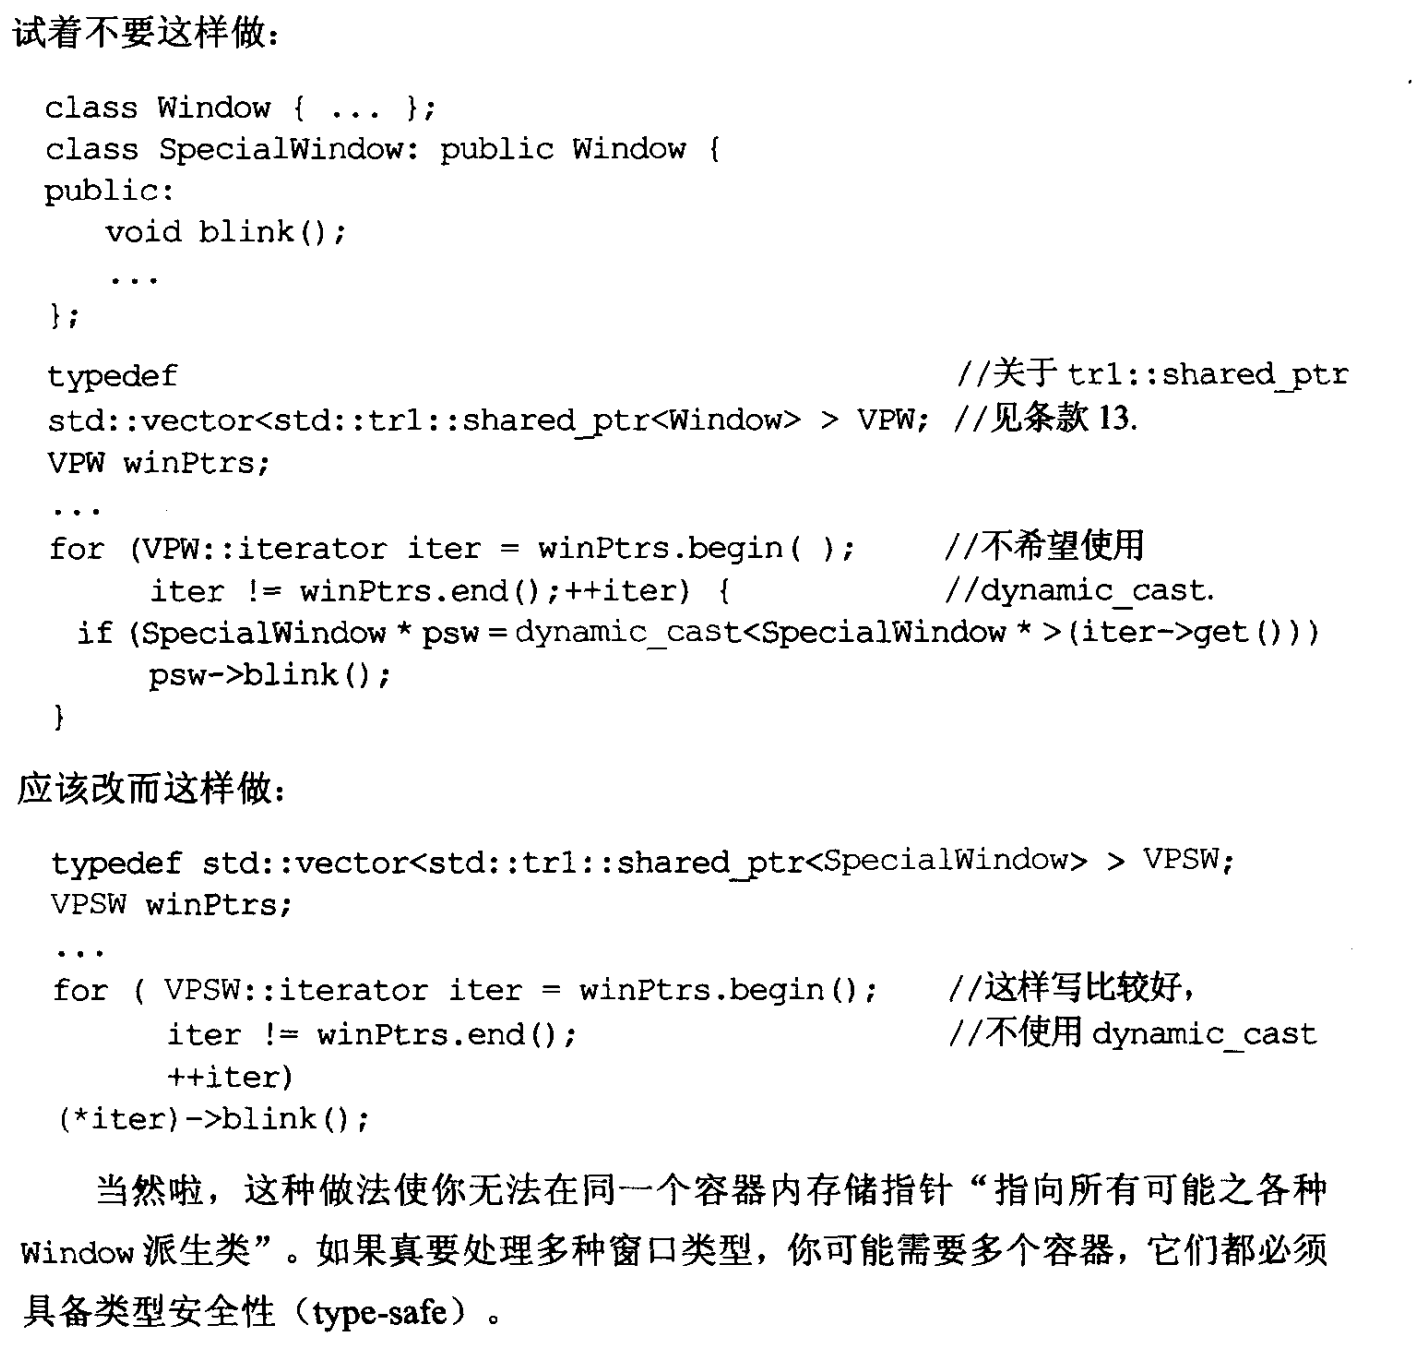 试着不要这样做：
class Window { ... };
class SpecialWindow: public Window {
public:
void blink();
...
};
typedef //关于 tr1::shared_ptr
std::vector<std::tr1::shared_ptr<Window> > VPW; //见条款 13.
VPW winPtrs;
...
for (VPW::iterator iter = winPtrs.begin( ); //不希望使用
iter != winPtrs.end();++iter) { //dynamic_cast.
if (SpecialWindow * psw = dynamic_cast<SpecialWindow * >(iter->get()))
psw->blink();
}
应该改而这样做：
typedef std::vector<std::tr1::shared_ptr<SpecialWindow> > VPSW;
VPSW winPtrs;
...
for ( VPSW::iterator iter = winPtrs.begin(); //这样写比较好，
iter != winPtrs.end(); //不使用 dynamic_cast
++iter)
(*iter)->blink();
当然啦，这种做法使你无法在同一个容器内存储指针“指向所有可能之各种
Window 派生类”。如果真要处理多种窗口类型，你可能需要多个容器，它们都必须
具备类型安全性（type-safe）。